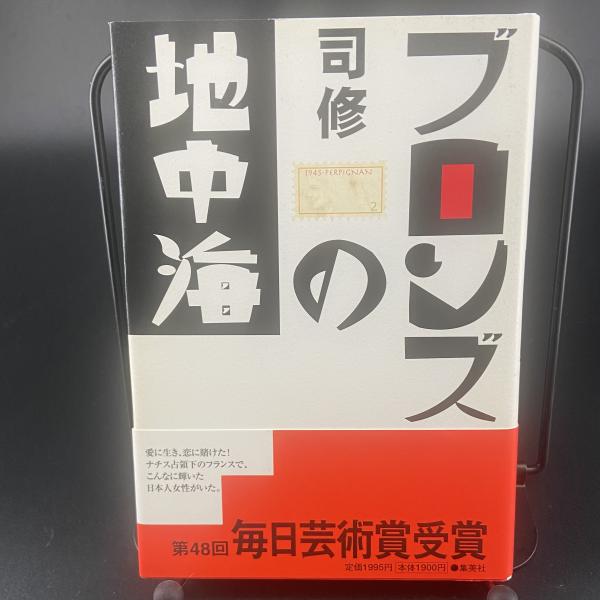 ブロンズ
の
地中海
司修
1945・PERPIGNAN
2
愛に生き、恋に賭けた!
ナチス占領下のフランスで、
こんなに輝いた
日本人女性がいた。
第48回 毎日芸術賞受賞
定価1995円 本体1900円 ●集英社